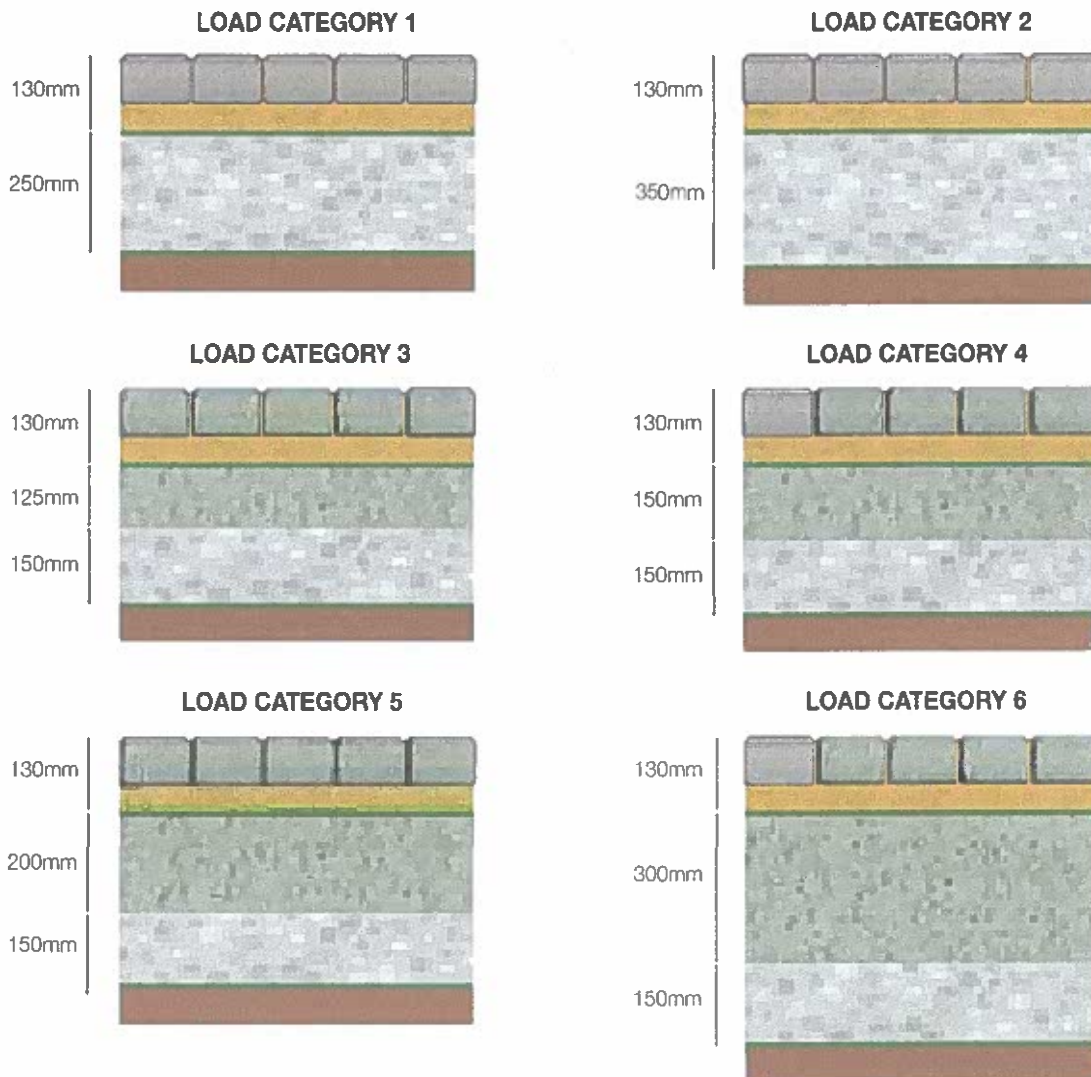 LOAD CATEGORY 1
130mm
250mm
LOAD CATEGORY 2
130mm
350mm
LOAD CATEGORY 3
130mm
125mm
150mm
LOAD CATEGORY 4
130mm
150mm
150mm
LOAD CATEGORY 5
130mm
200mm
150mm
LOAD CATEGORY 6
130mm
300mm
150mm